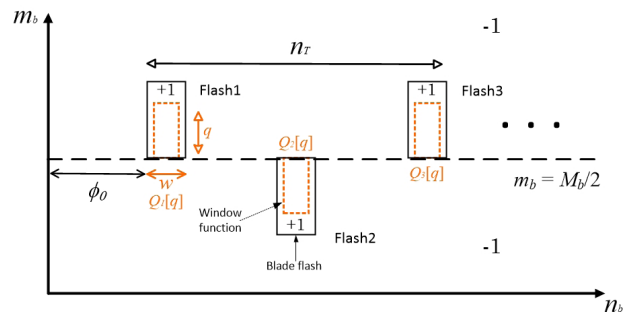 m_b
-1
n_T
+1
Flash1
+1
Flash3
q
Q_2[q]
. . .
ϕ_0
w
Q_1[q]
Q_3[q]
m_b = M_b/2
Window
function
+1
Flash2
-1
Blade flash
n_b